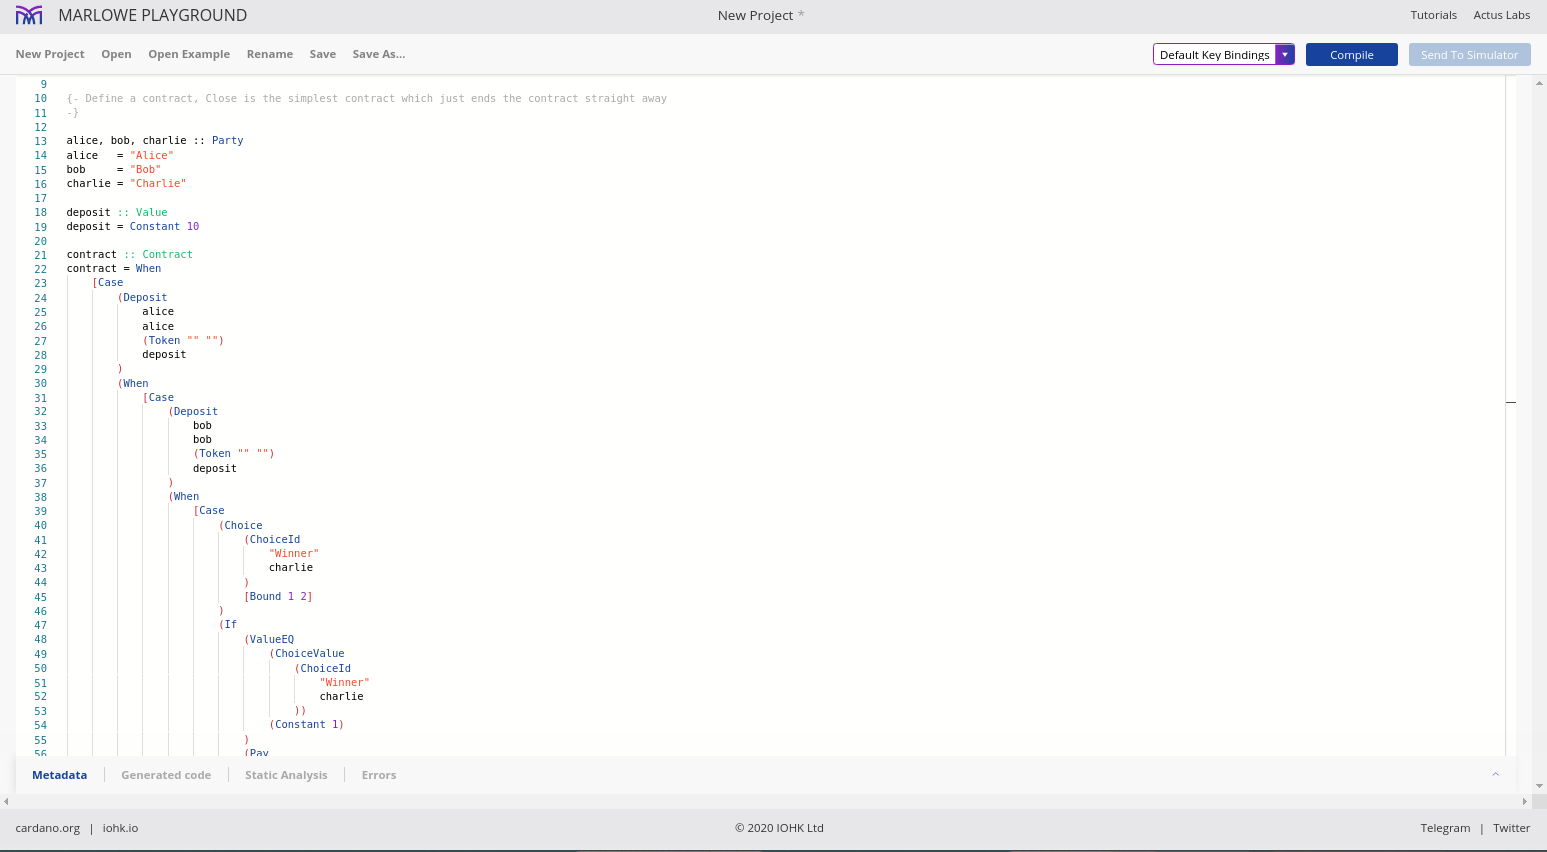 MARLOWE PLAYGROUND
New Project *
Tutorials Actus Labs
New Project Open Open Example Rename Save Save As...
Default Key Bindings Compile Send To Simulator
9
10 {- Define a contract, Close is the simplest contract which just ends the contract straight away
11 -}
12
13 alice, bob, charlie :: Party
14 alice   = "Alice"
15 bob     = "Bob"
16 charlie = "Charlie"
17
18 deposit :: Value
19 deposit = Constant 10
20
21 contract :: Contract
22 contract = When
23     [Case
24         (Deposit
25             alice
26             alice
27             (Token "" "")
28             deposit
29         )
30         (When
31             [Case
32                 (Deposit
33                     bob
34                     bob
35                     (Token "" "")
36                     deposit
37                 )
38                 (When
39                     [Case
40                         (Choice
41                             (ChoiceId
42                                 "Winner"
43                                 charlie
44                             )
45                             [Bound 1 2]
46                         )
47                         (If
48                             (ValueEQ
49                                 (ChoiceValue
50                                     (ChoiceId
51                                         "Winner"
52                                         charlie
53                                     ))
54                                 (Constant 1)
55                             )
56                             (Pay
Metadata Generated code Static Analysis Errors
cardano.org | iohk.io
© 2020 IOHK Ltd
Telegram | Twitter